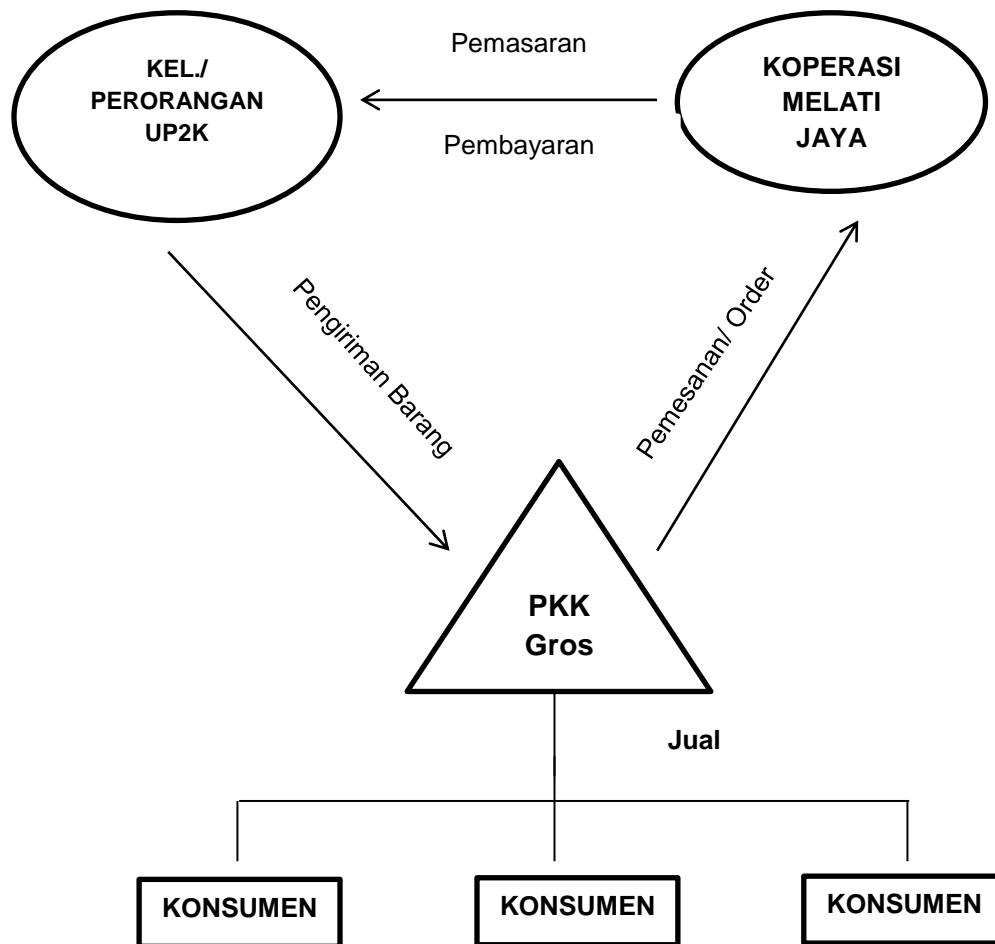 Pemasaran
KEL./
PERORANGAN
UP2K
KOPERASI
MELATI
JAYA
Pembayaran
Pengiriman Barang
Pemesanan/ Order
PKK
Gros
Jual
KONSUMEN
KONSUMEN
KONSUMEN